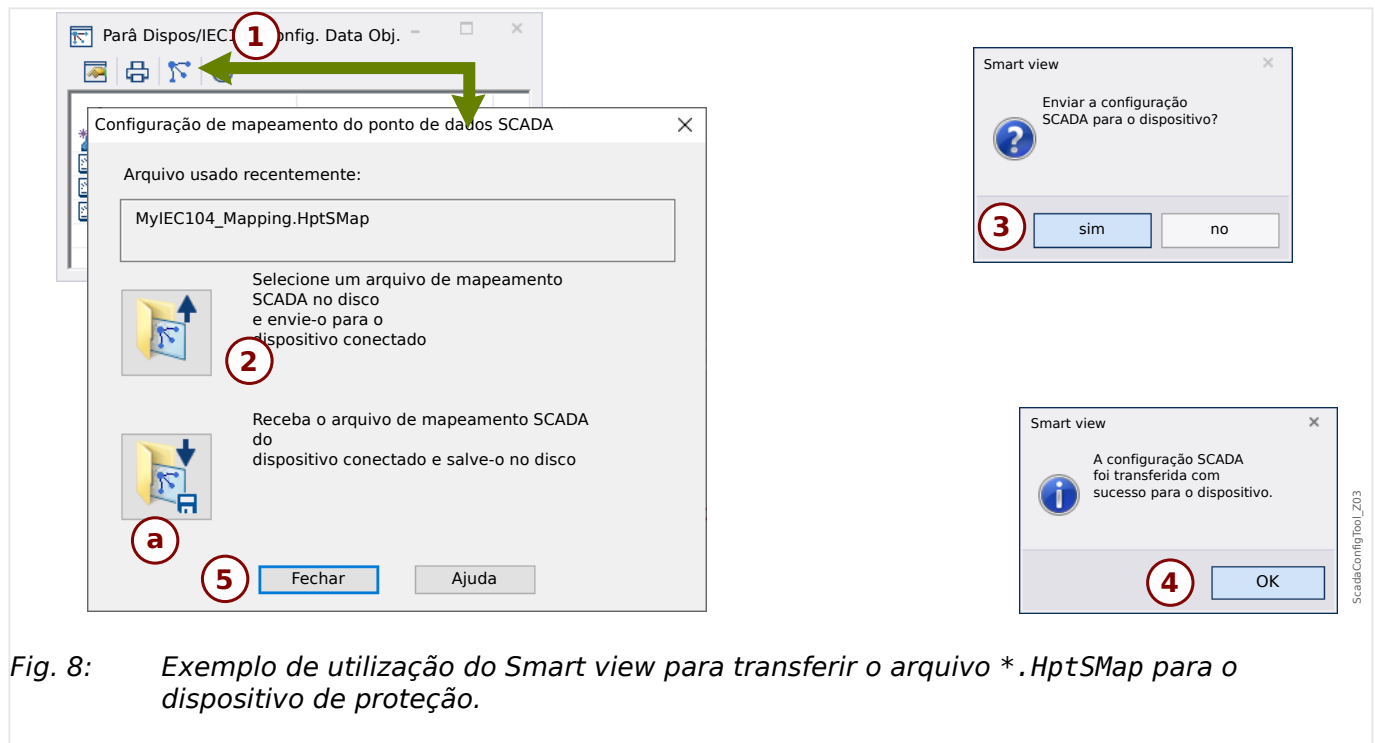 Parâ Dispos/IEC1 onfig. Data Obj.
1
Configuração de mapeamento do ponto de dados SCADA
Arquivo usado recentemente:
MyIEC104_Mapping.HptSMap
Selecione um arquivo de mapeamento
SCADA no disco
e envie-o para o
dispositivo conectado
2
Receba o arquivo de mapeamento SCADA
do
dispositivo conectado e salve-o no disco
a
5
Fechar
Ajuda
Smart view
Enviar a configuração
SCADA para o dispositivo?
3
sim
no
Smart view
A configuração SCADA
foi transferida com
sucesso para o dispositivo.
4
OK
ScadaConfigTool_Z03
Fig. 8: Exemplo de utilização do Smart view para transferir o arquivo *.HptSMap para o
dispositivo de proteção.